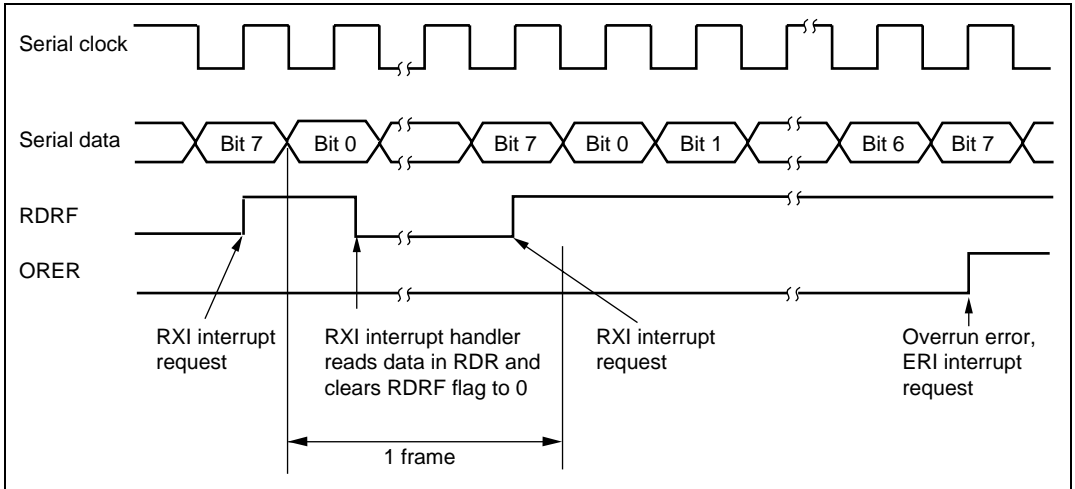 Serial clock
Serial data
Bit 7
Bit 0
Bit 7
Bit 0
Bit 1
Bit 6
Bit 7
RDRF
ORER
RXI interrupt
request
RXI interrupt handler
reads data in RDR and
clears RDRF flag to 0
RXI interrupt
request
Overrun error,
ERI interrupt
request
1 frame